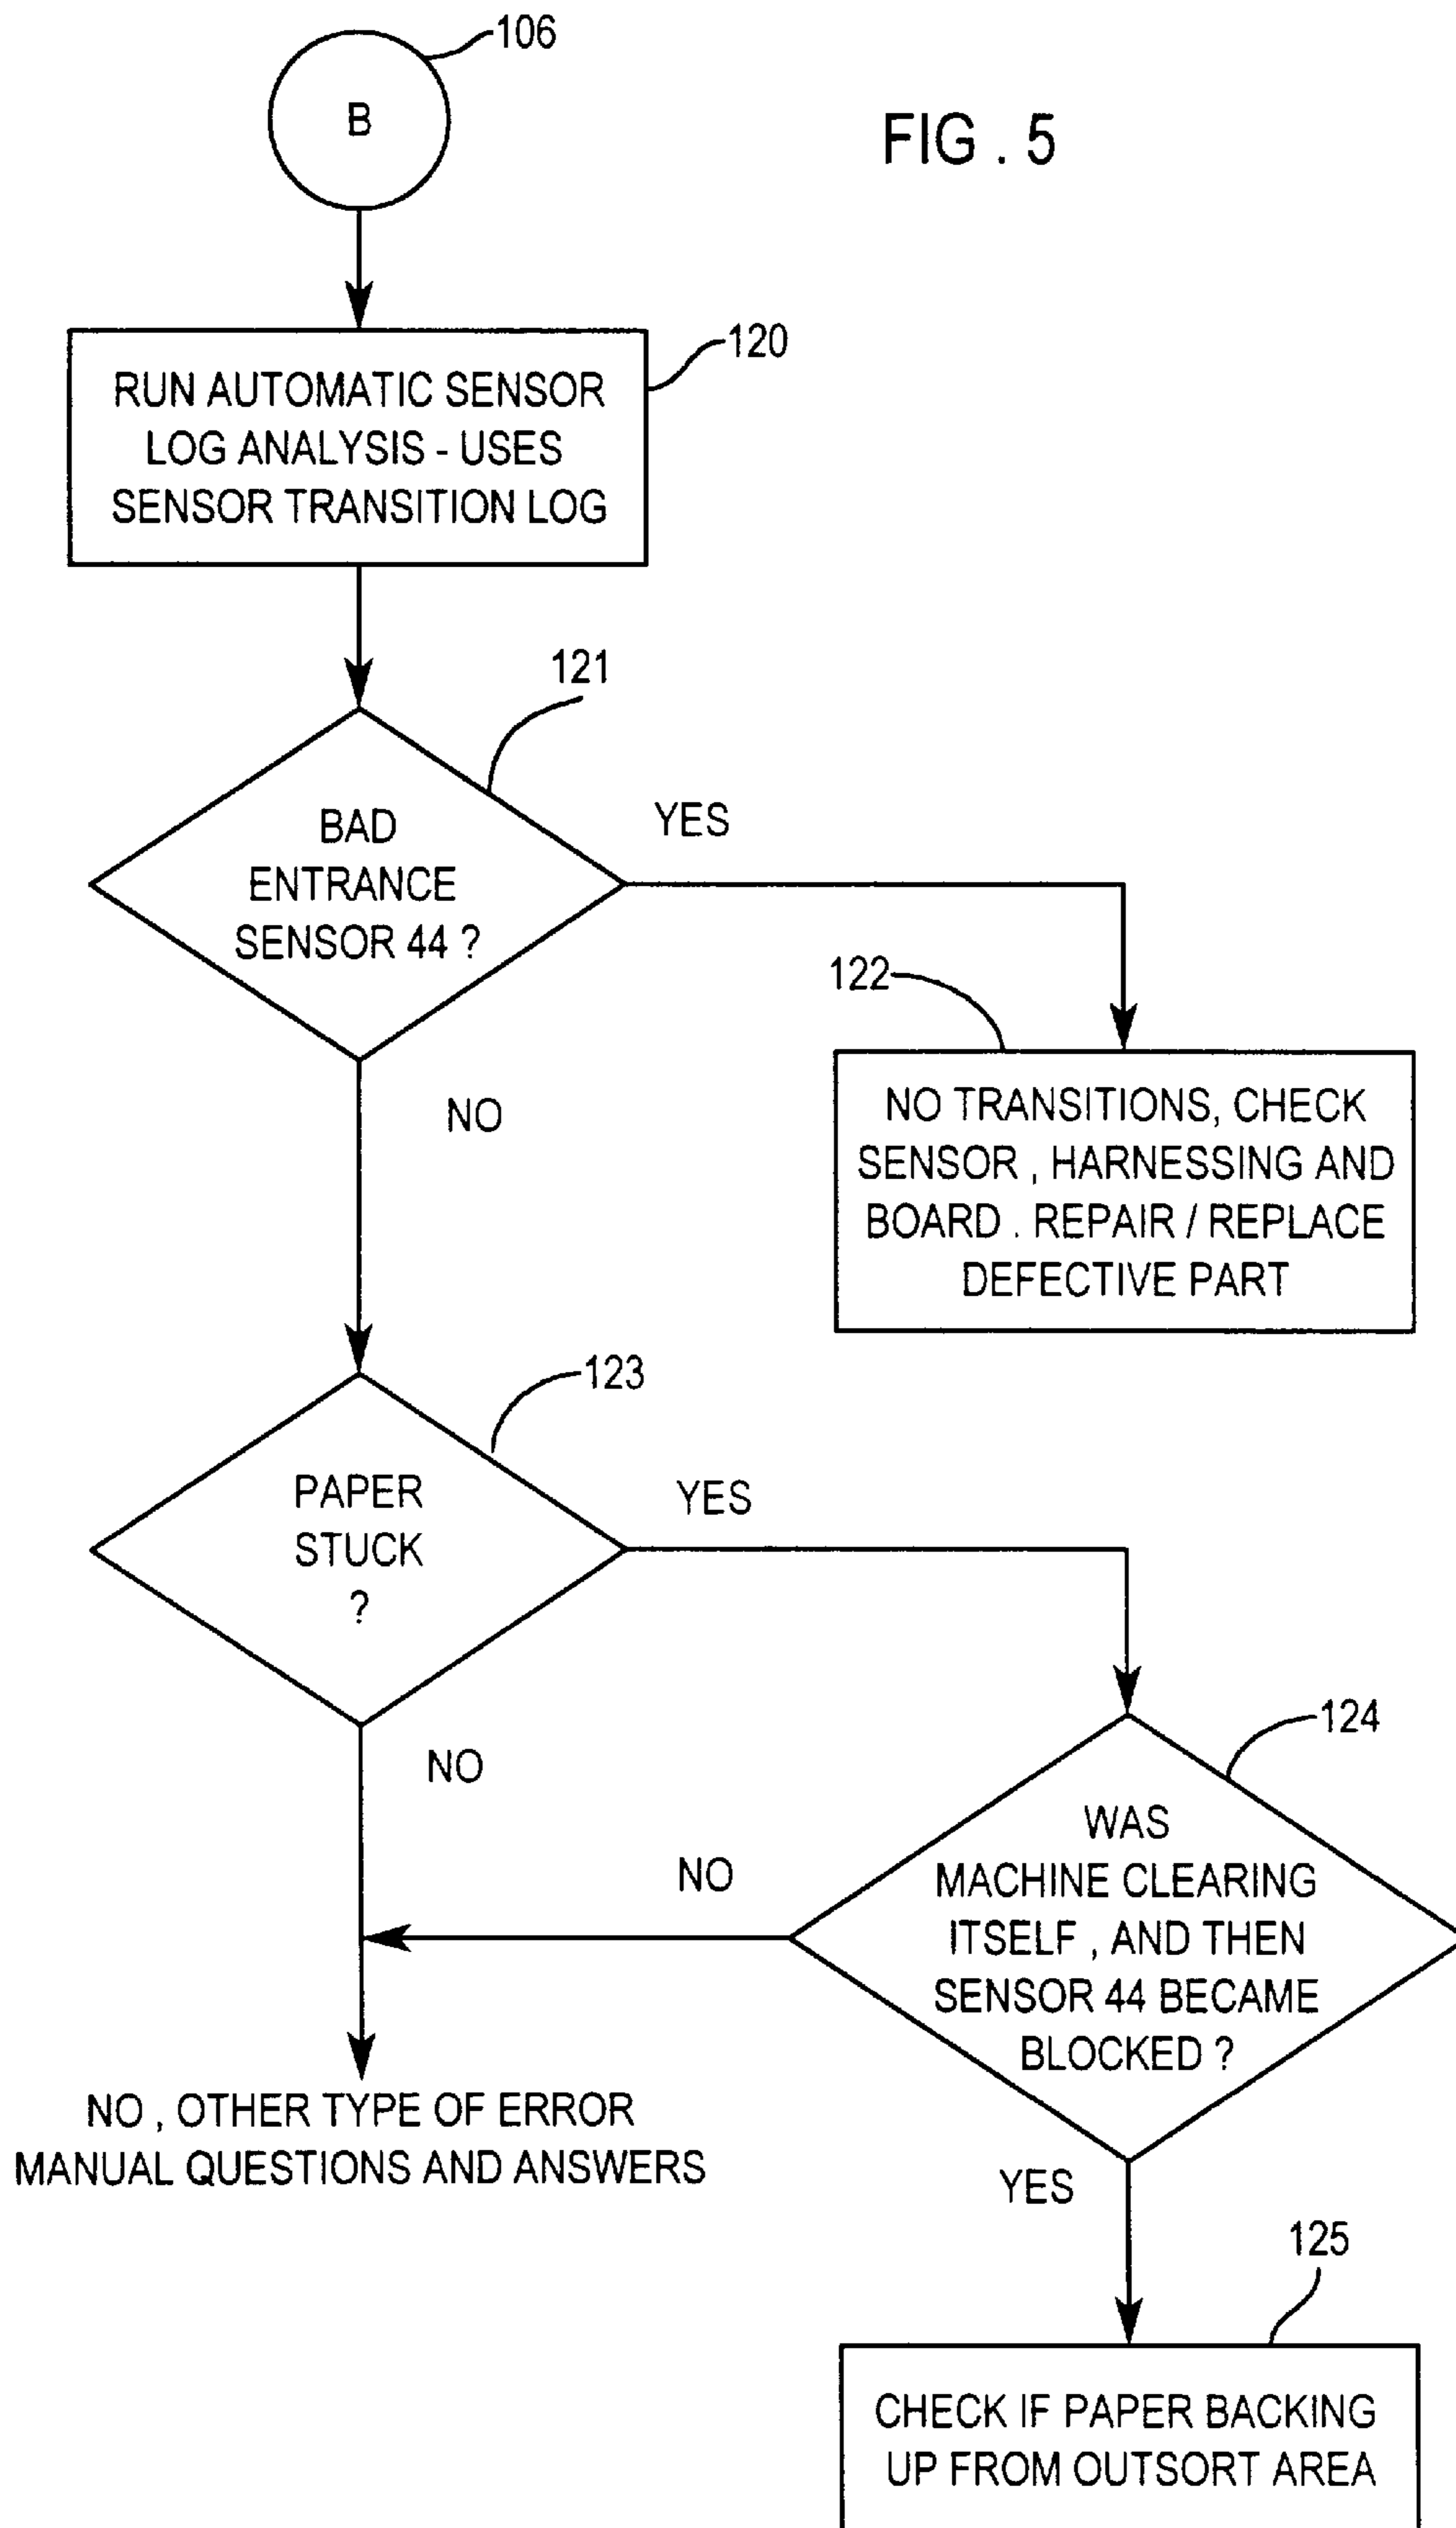 106
B
FIG . 5
120
RUN AUTOMATIC SENSOR
LOG ANALYSIS - USES
SENSOR TRANSITION LOG
121
BAD
ENTRANCE
SENSOR 44 ?
YES
NO
122
NO TRANSITIONS, CHECK
SENSOR , HARNESSING AND
BOARD . REPAIR / REPLACE
DEFECTIVE PART
123
PAPER
STUCK
?
YES
NO
124
WAS
MACHINE CLEARING
ITSELF , AND THEN
SENSOR 44 BECAME
BLOCKED ?
NO
YES
NO , OTHER TYPE OF ERROR
MANUAL QUESTIONS AND ANSWERS
125
CHECK IF PAPER BACKING
UP FROM OUTSORT AREA